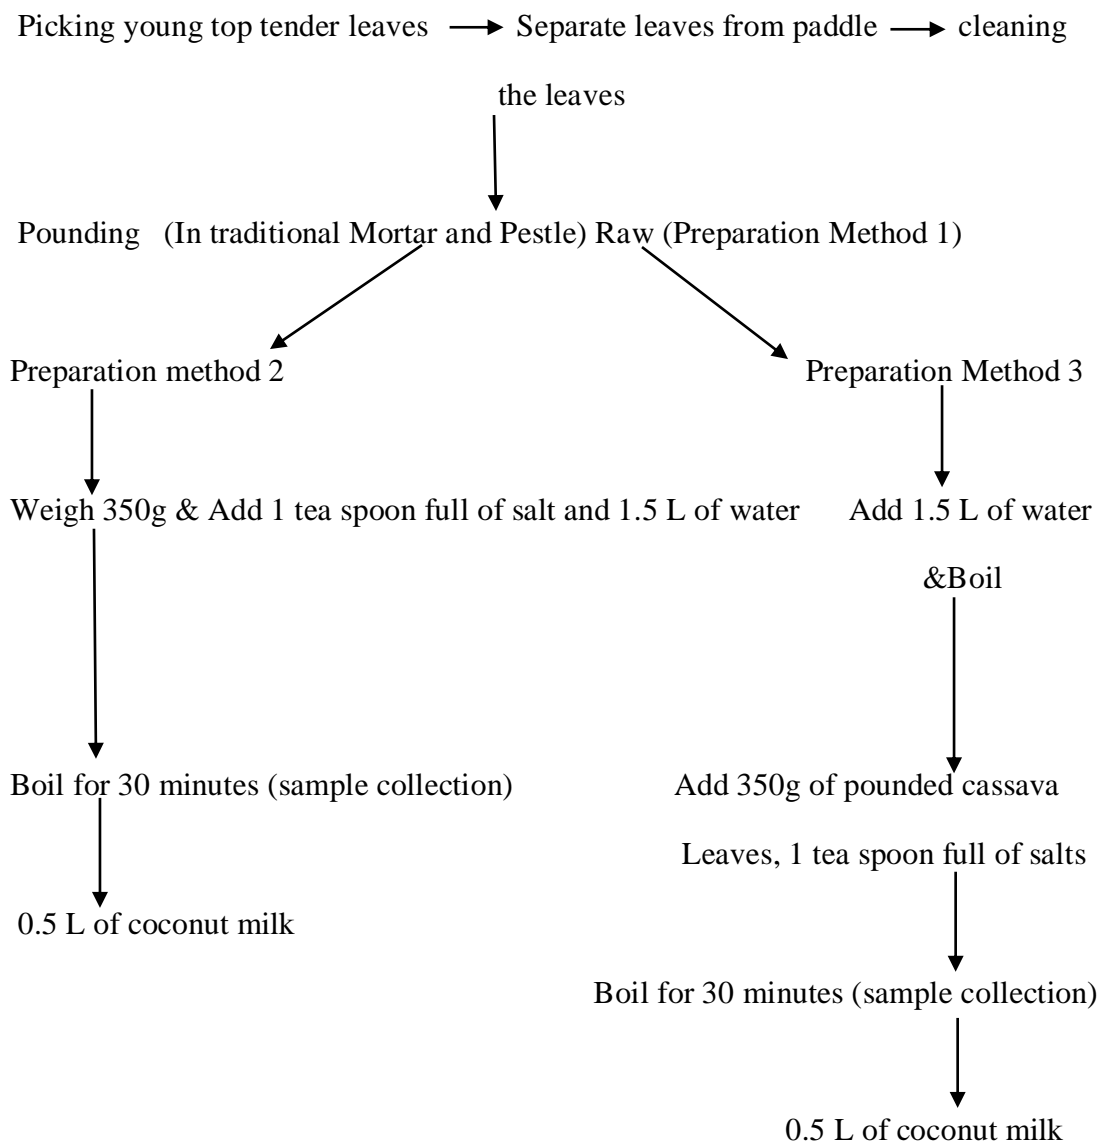 Picking young top tender leaves Separate leaves from paddle cleaning
the leaves
Pounding (In traditional Mortar and Pestle) Raw (Preparation Method 1)
Preparation method 2 Preparation Method 3
Weigh 350g & Add 1 tea spoon full of salt and 1.5 L of water Add 1.5 L of water
&Boil
Boil for 30 minutes (sample collection) Add 350g of pounded cassava
Leaves, 1 tea spoon full of salts
0.5 L of coconut milk
Boil for 30 minutes (sample collection)
0.5 L of coconut milk